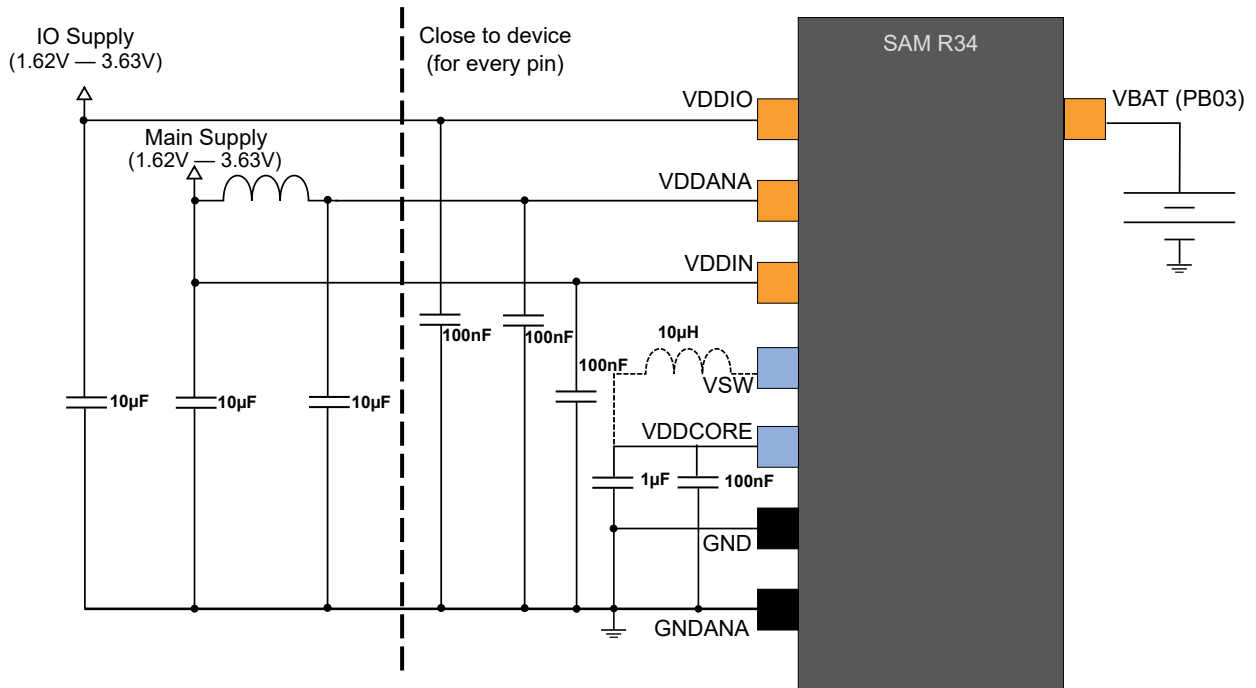 IO Supply
(1.62V — 3.63V)
Close to device
(for every pin)
SAM R34
VDDIO
VBAT (PB03)
Main Supply
(1.62V — 3.63V)
VDDANA
VDDIN
100nF
100nF
10µH
100nF
VSW
10µF
10µF
10µF
VDDCORE
1µF
100nF
GND
GNDANA